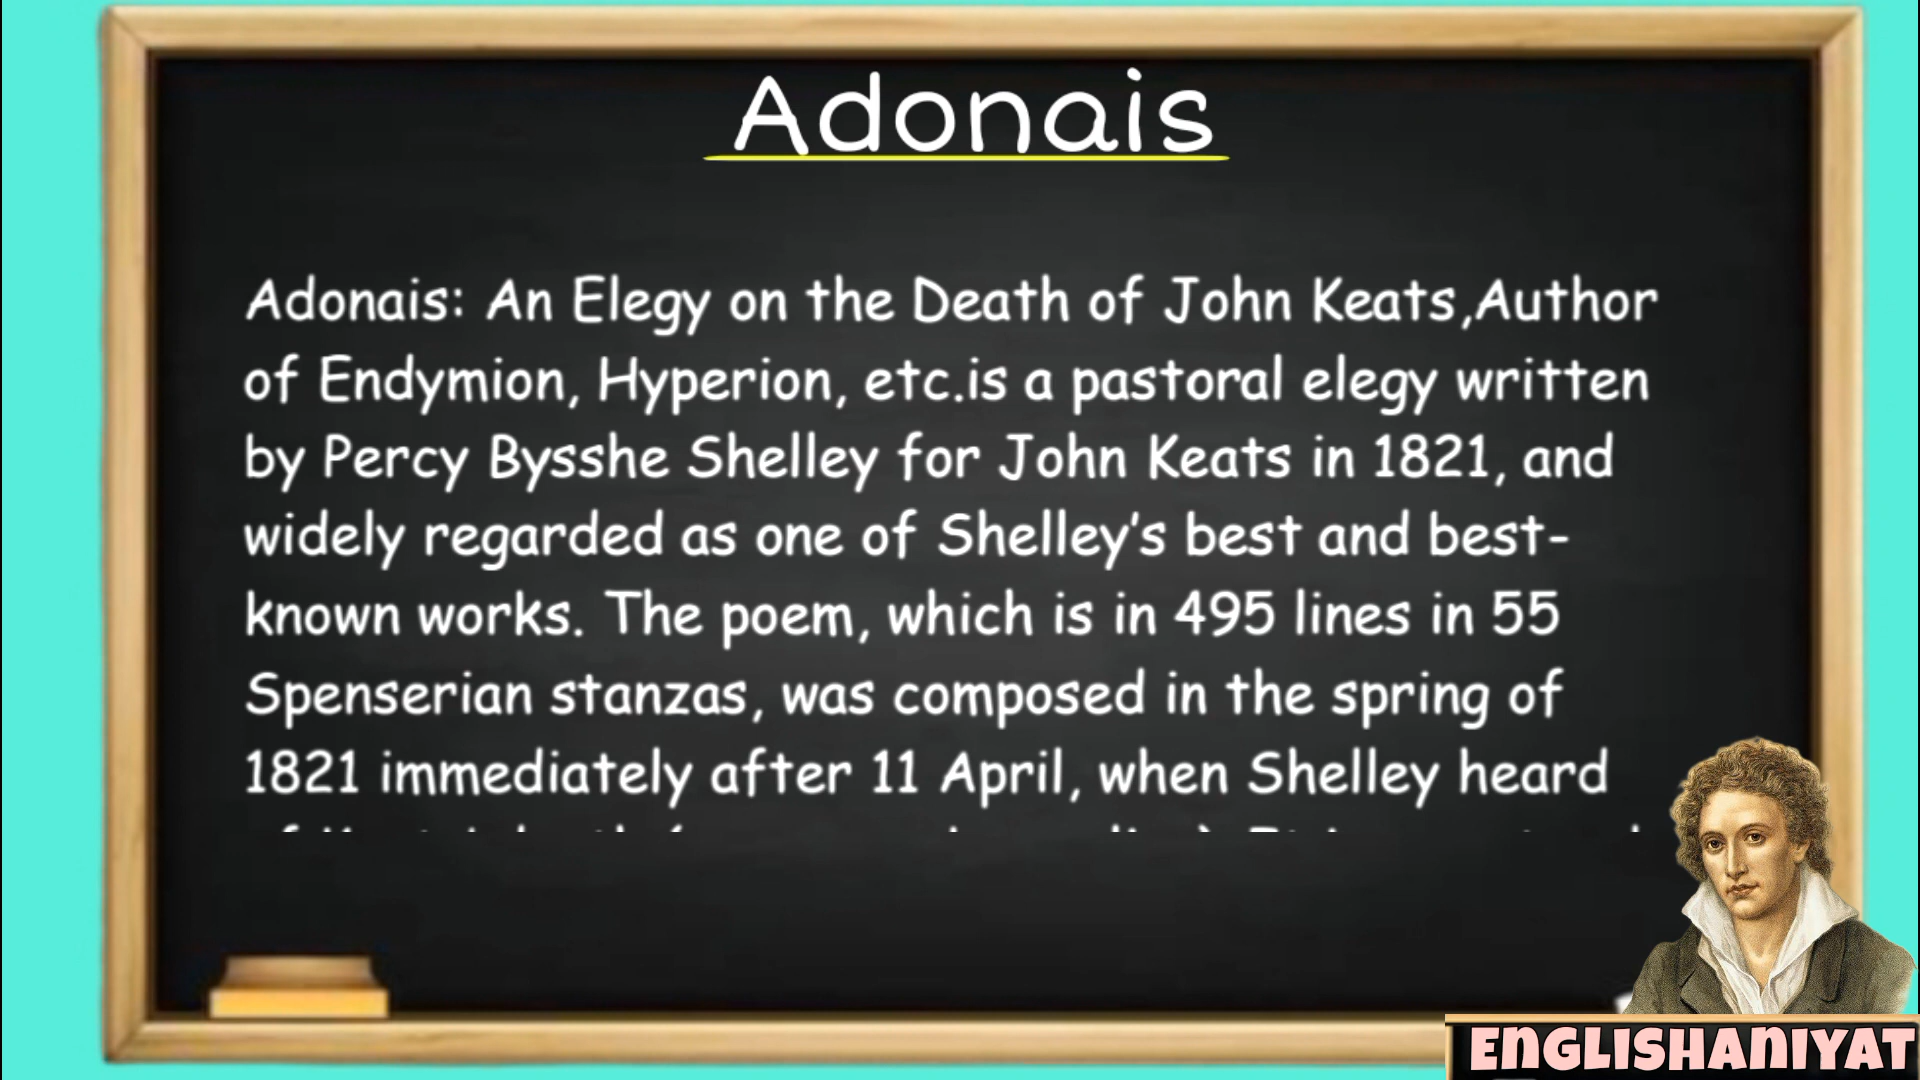 Adonais
Adonais: An Elegy on the Death of John Keats,Author
of Endymion, Hyperion, etc.is a pastoral elegy written
by Percy Bysshe Shelley for John Keats in 1821, and
widely regarded as one of Shelley’s best and best-
known works. The poem, which is in 495 lines in 55
Spenserian stanzas, was composed in the spring of
1821 immediately after 11 April, when Shelley heard
ENGLISHANIYAT